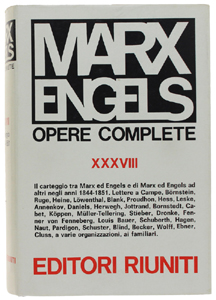 MARX
ENGELS
OPERE COMPLETE
XXXVIII
Il carteggio tra Marx ed Engels e di Marx ed Engels ad
altri negli anni 1844-1851. Lettere a Campe, Börnstein,
Ruge, Heine, Löwenthal, Blank, Proudhon, Hess, Leske,
Annenkov, Daniels, Herwegh, Jottrand, Bornstedt, Ca-
bet, Köppen, Müller-Tellering, Stieber, Dronke, Fen-
ner von Fenneberg, Louis Bauer, Schuberth, Hagen,
Naut, Pardigon, Schuster, Blind, Becker, Wolff, Ebner,
Cluss, a varie organizzazioni, ai familiari.
EDITORI RIUNITI